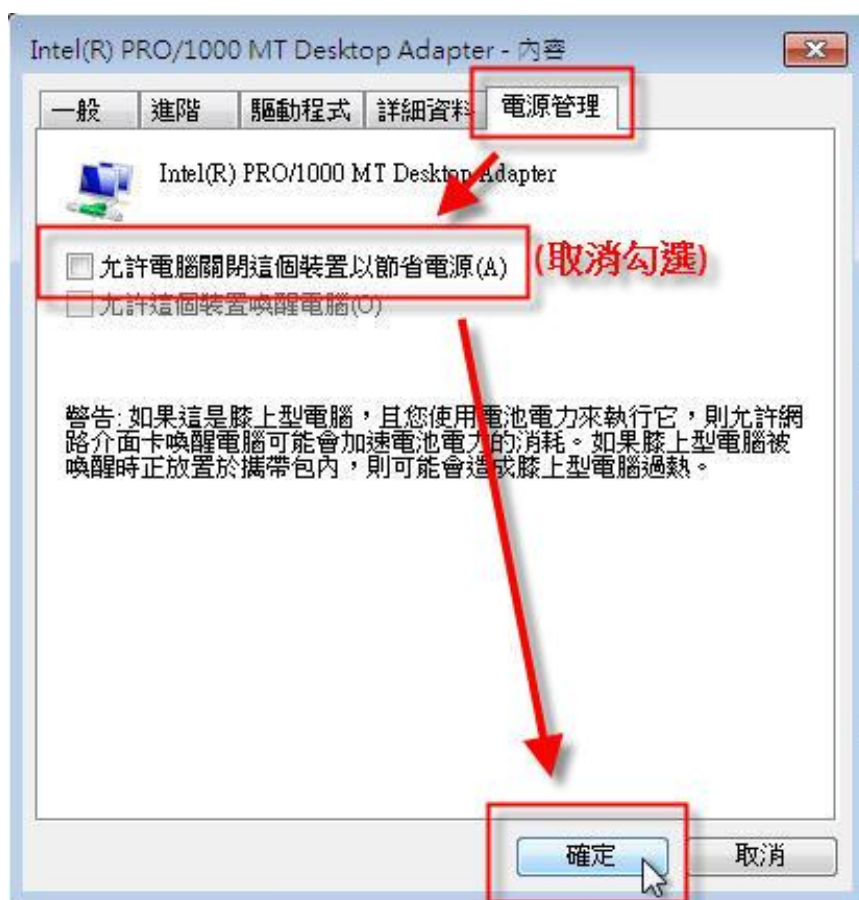 Intel(R) PRO/1000 MT Desktop Adapter - 內容
一般 進階 驅動程式 詳細資料 電源管理
Intel(R) PRO/1000 MT Desktop Adapter
允許電腦關閉這個裝置以節省電源(A) (取消勾選)
允許這個裝置喚醒電腦(O)
警告: 如果這是膝上型電腦，且您使用電池電力來執行它，則允許網
路介面卡喚醒電腦可能會加速電池電力的消耗。如果膝上型電腦被
喚醒時正放置於攜帶包內，則可能會造成膝上型電腦過熱。
確定 取消